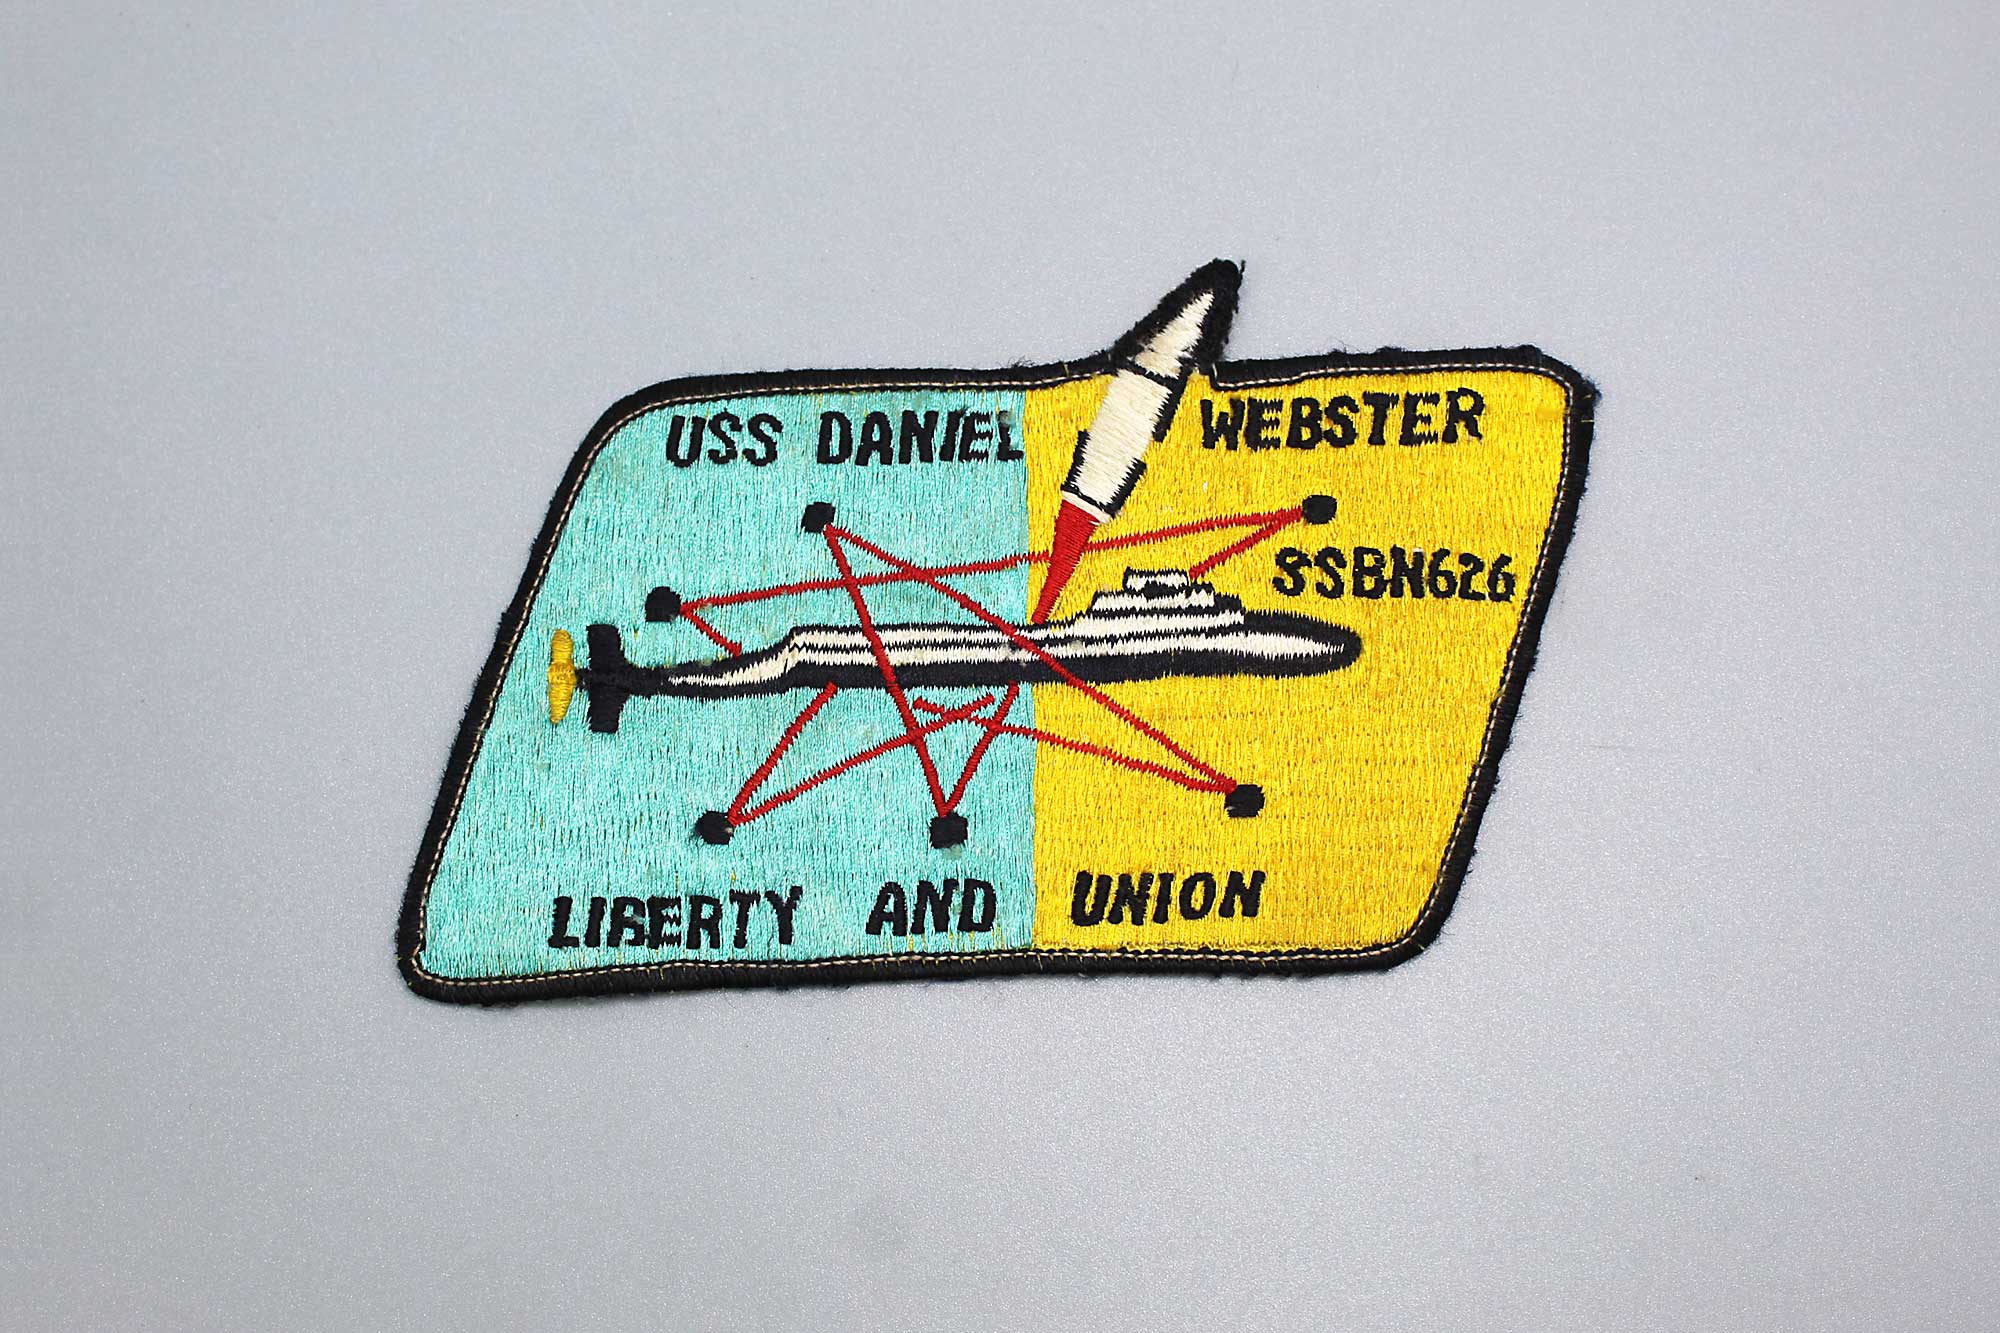 USS DANIEL WEBSTER
SSBN626
LIBERTY AND UNION